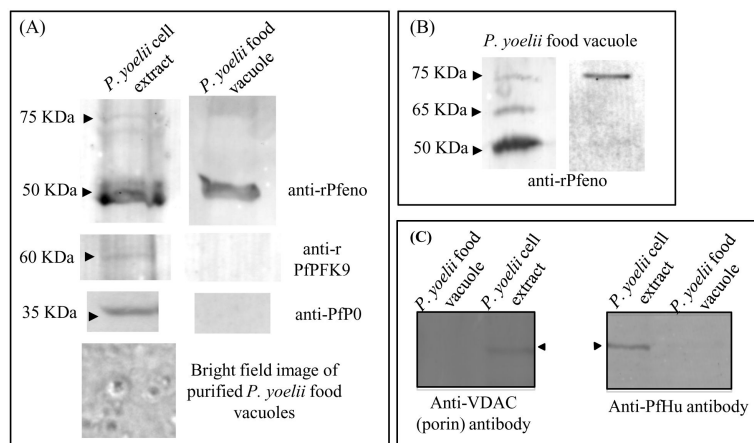 (A)
P. yoelii cell
extract
P. yoelii food
vacuole
75 KDa
50 KDa
anti-rPfeno
60 KDa
anti-r
PfPFK9
35 KDa
anti-PfP0
Bright field image of
purified P. yoelii food
vacuoles
(B)
P. yoelii food vacuole
75 KDa
65 KDa
50 KDa
anti-rPfeno
(C)
P. yoelii food
vacuole
P. yoelii cell
extract
P. yoelii cell
extract
P. yoelii food
vacuole
Anti-VDAC
(porin) antibody
Anti-PfHu antibody